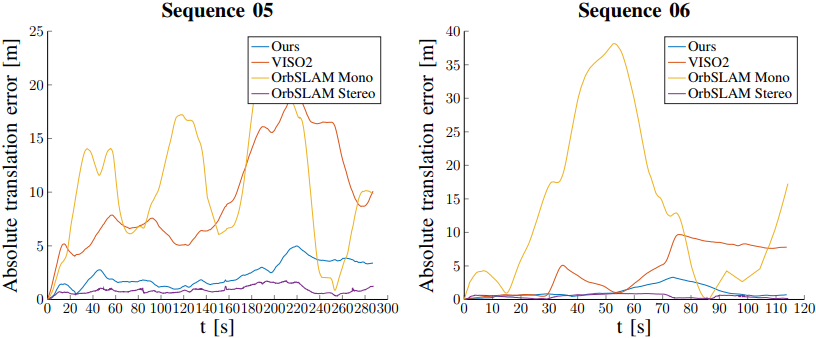 Sequence 05
Absolute translation error [m]
25
20
15
10
5
0
Ours
VISO2
OrbSLAM Mono
OrbSLAM Stereo
0 20 40 60 80 100 120 140 160 180 200 220 240 260 280 300
t [s]
Sequence 06
Absolute translation error [m]
40
35
30
25
20
15
10
5
0
Ours
VISO2
OrbSLAM Mono
OrbSLAM Stereo
0 10 20 30 40 50 60 70 80 90 100 110 120
t [s]